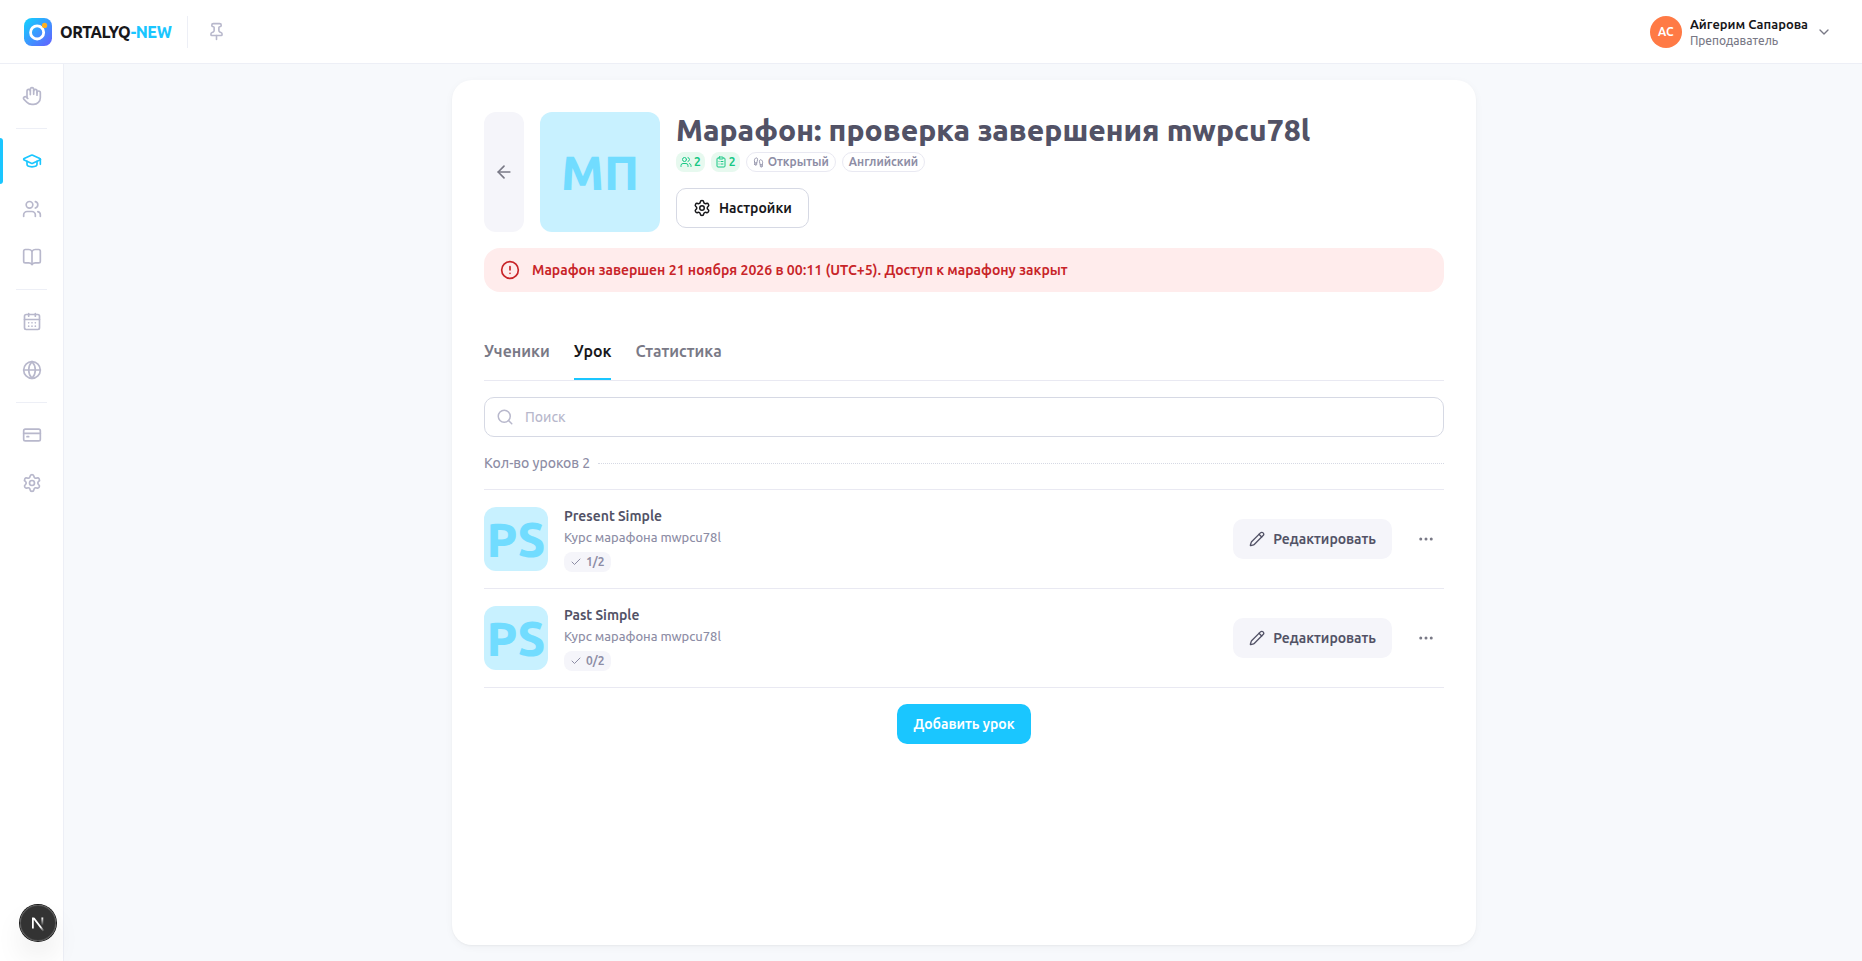 ORTALYQ-NEW
АС
Айгерим Сапарова
Преподаватель
МП
Марафон: проверка завершения mwpcu78l
2
2
Открытый
Английский
Настройки
Марафон завершен 21 ноября 2026 в 00:11 (UTC+5). Доступ к марафону закрыт
Ученики
Урок
Статистика
Поиск
Кол-во уроков 2
PS
Present Simple
Курс марафона mwpcu78l
1/2
Редактировать
PS
Past Simple
Курс марафона mwpcu78l
0/2
Редактировать
Добавить урок
N